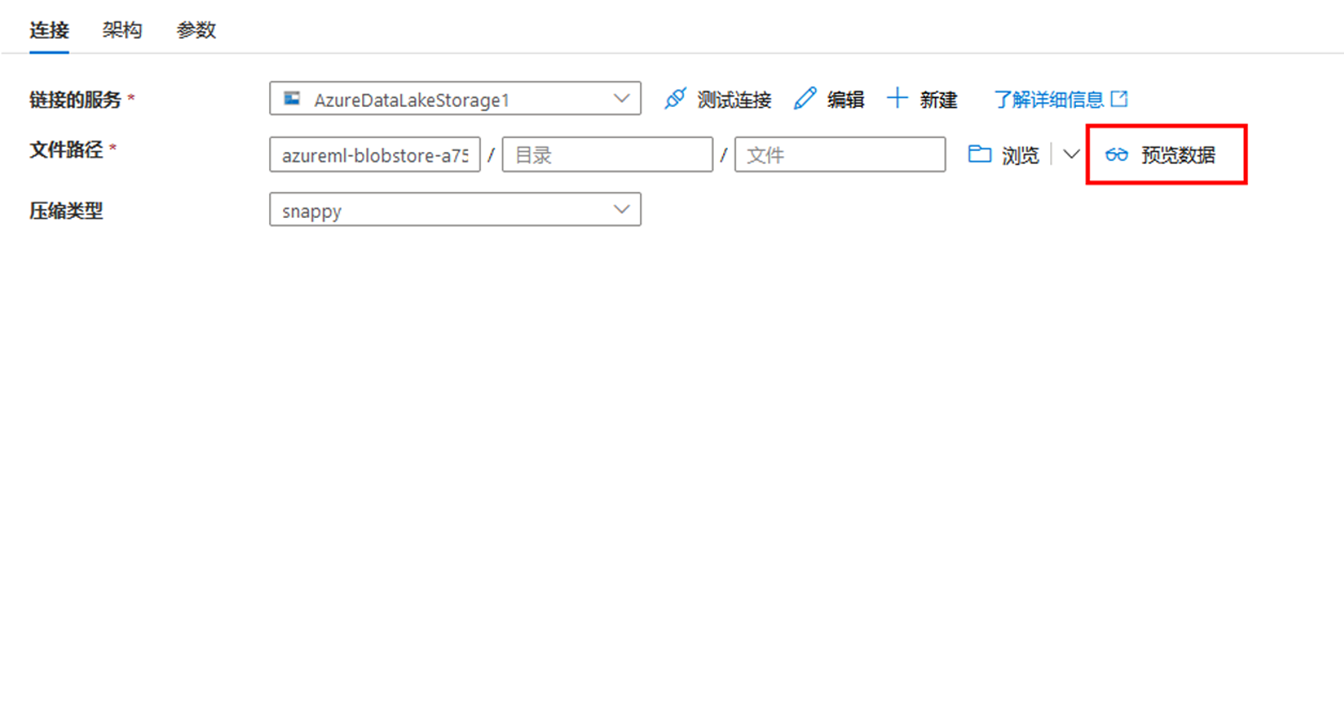 连接 架构 参数
链接的服务 * AzureDataLakeStorage1 测试连接 编辑 新建 了解详细信息
文件路径 * azureml-blobstore-a75 / 目录 / 文件 浏览 预览数据
压缩类型 snappy